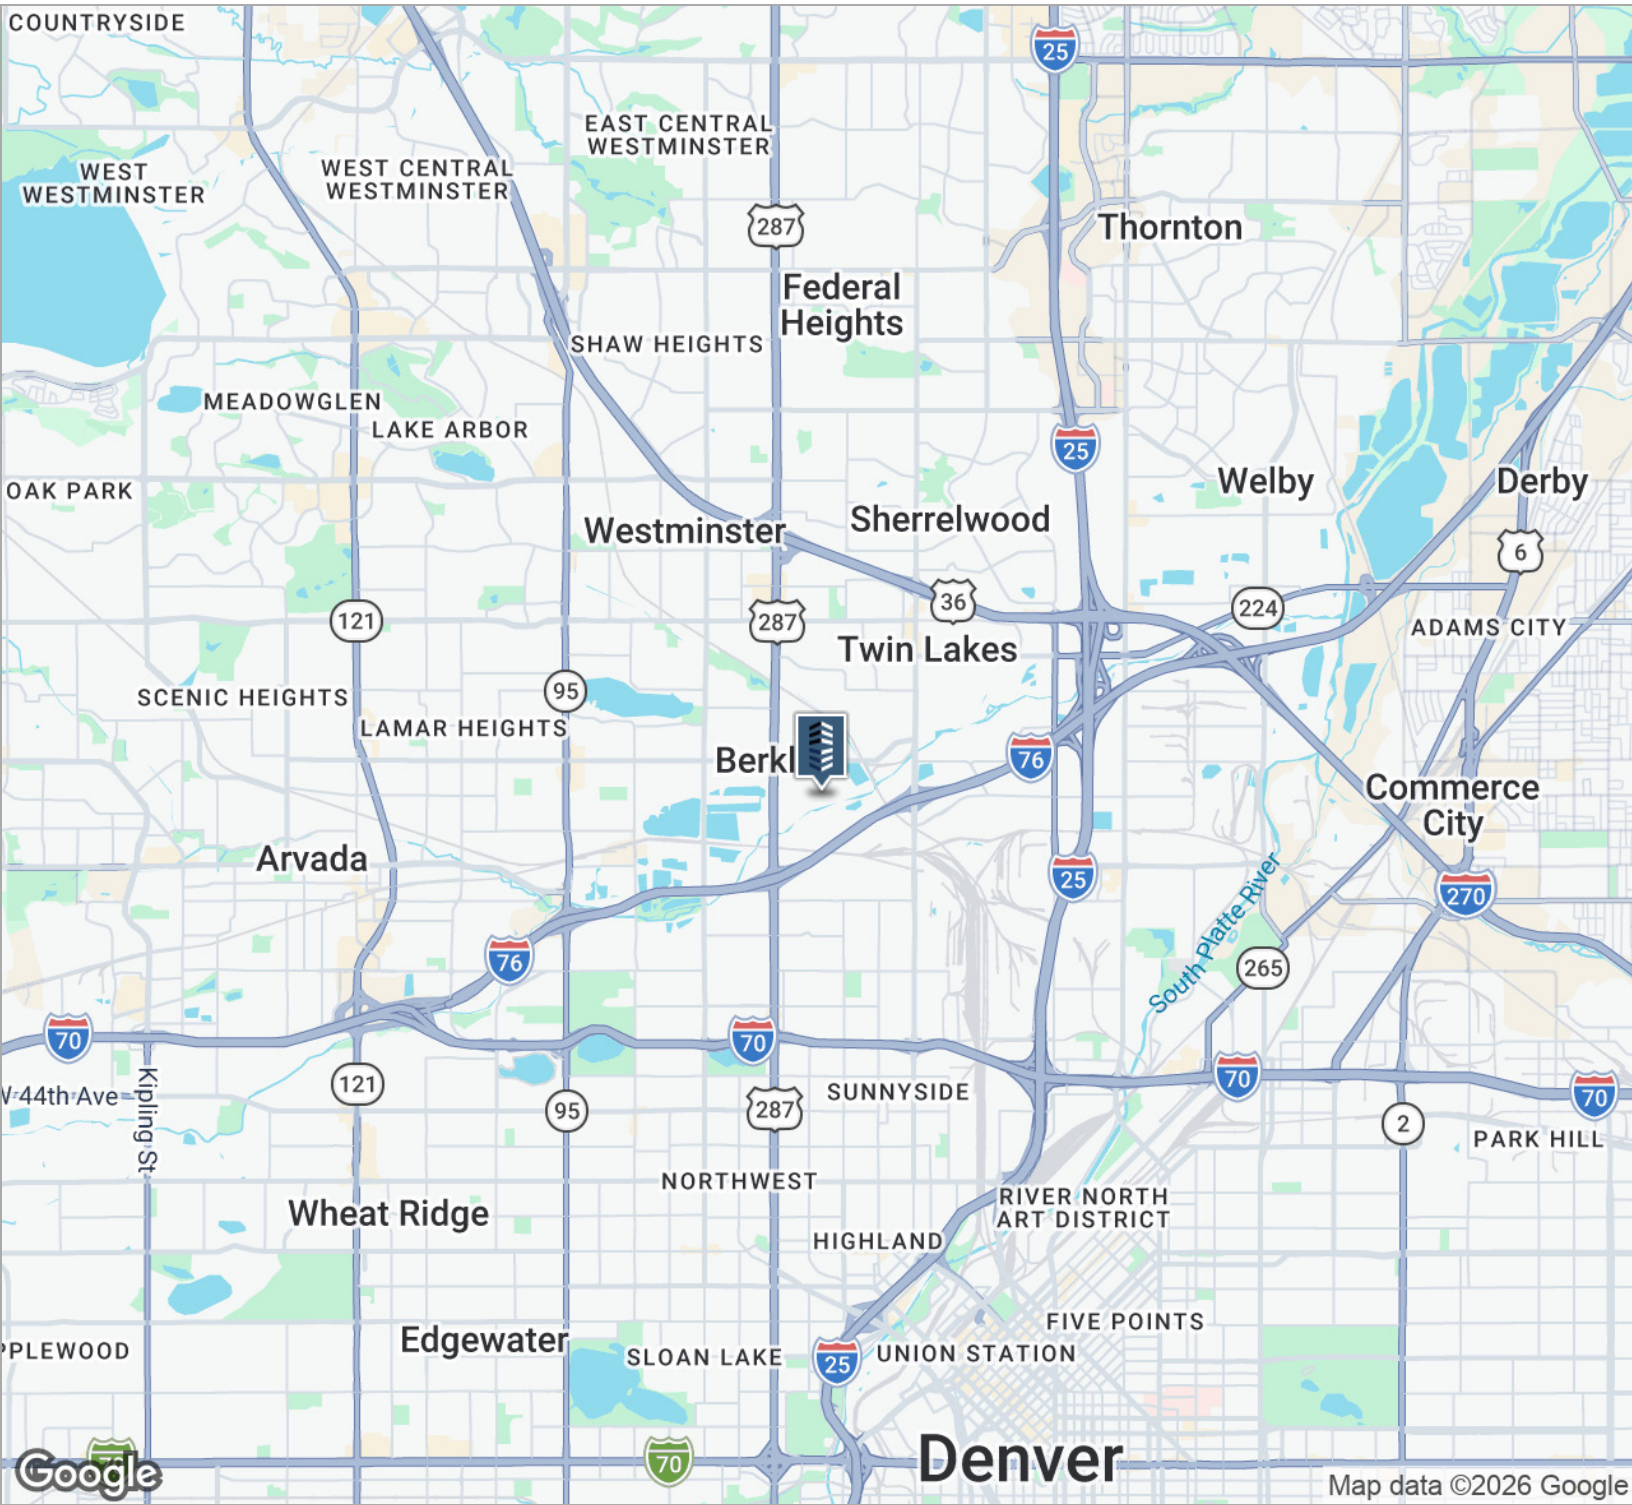 COUNTRYSIDE
25
EAST CENTRAL
WESTMINSTER
WEST
WESTMINSTER
WEST CENTRAL
WESTMINSTER
287
Thornton
Federal
Heights
SHAW HEIGHTS
MEADOWGLEN
LAKE ARBOR
25
OAK PARK
Welby
Derby
Westminster
Sherrelwood
6
36
224
121
287
ADAMS CITY
Twin Lakes
SCENIC HEIGHTS
95
LAMAR HEIGHTS
Berkl
76
Commerce
City
Arvada
25
270
South Platte River
76
265
70
70
70
70
W 44th Ave
Kipling St
121
95
287
SUNNYSIDE
2
PARK HILL
NORTHWEST
RIVER NORTH
ART DISTRICT
Wheat Ridge
HIGHLAND
FIVE POINTS
Edgewater
PPLEWOOD
SLOAN LAKE
25
UNION STATION
70
Denver
Google
Map data ©2026 Google